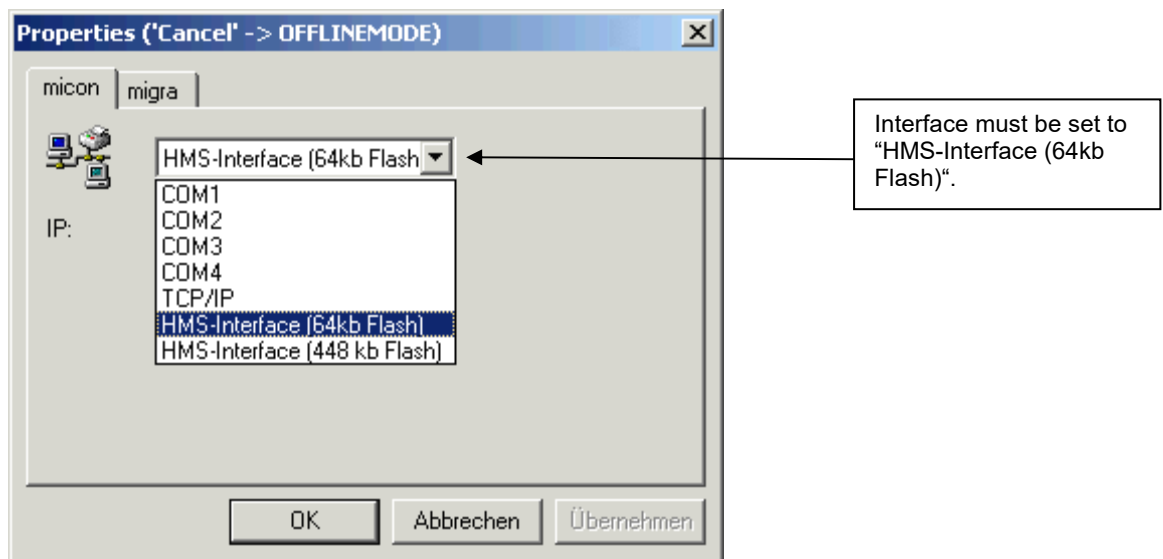 Properties ('Cancel' -> OFFLINEMODE)
micon migra
HMS-Interface (64kb Flash
COM1
COM2
COM3
COM4
TCP/IP
HMS-Interface (64kb Flash)
HMS-Interface (448 kb Flash)
IP:
OK Abbrechen Übernehmen
Interface must be set to
“HMS-Interface (64kb
Flash)“.